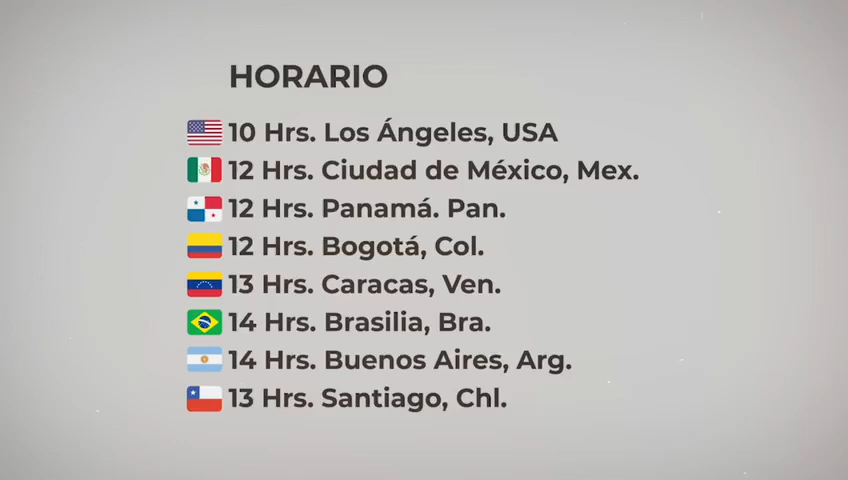 HORARIO
10 Hrs. Los Ángeles, USA
12 Hrs. Ciudad de México, Mex.
12 Hrs. Panamá. Pan.
12 Hrs. Bogotá, Col.
13 Hrs. Caracas, Ven.
14 Hrs. Brasilia, Bra.
14 Hrs. Buenos Aires, Arg.
13 Hrs. Santiago, Chl.